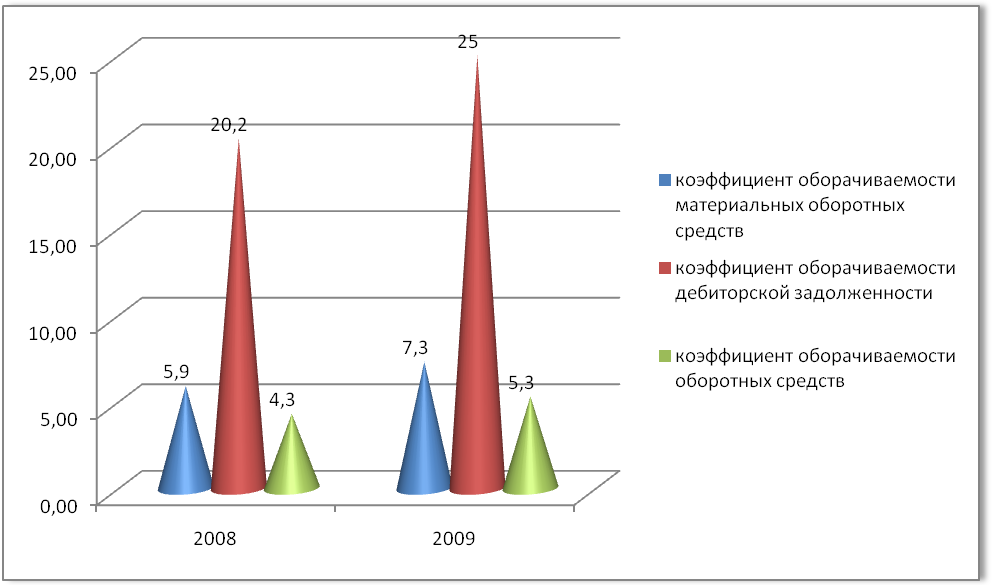 25,00
20,00
15,00
10,00
5,00
0,00
5,9
20,2
4,3
7,3
25
5,3
2008
2009
коэффициент оборачиваемости
материальных оборотных
средств
коэффициент оборачиваемости
дебиторской задолженности
коэффициент оборачиваемости
оборотных средств